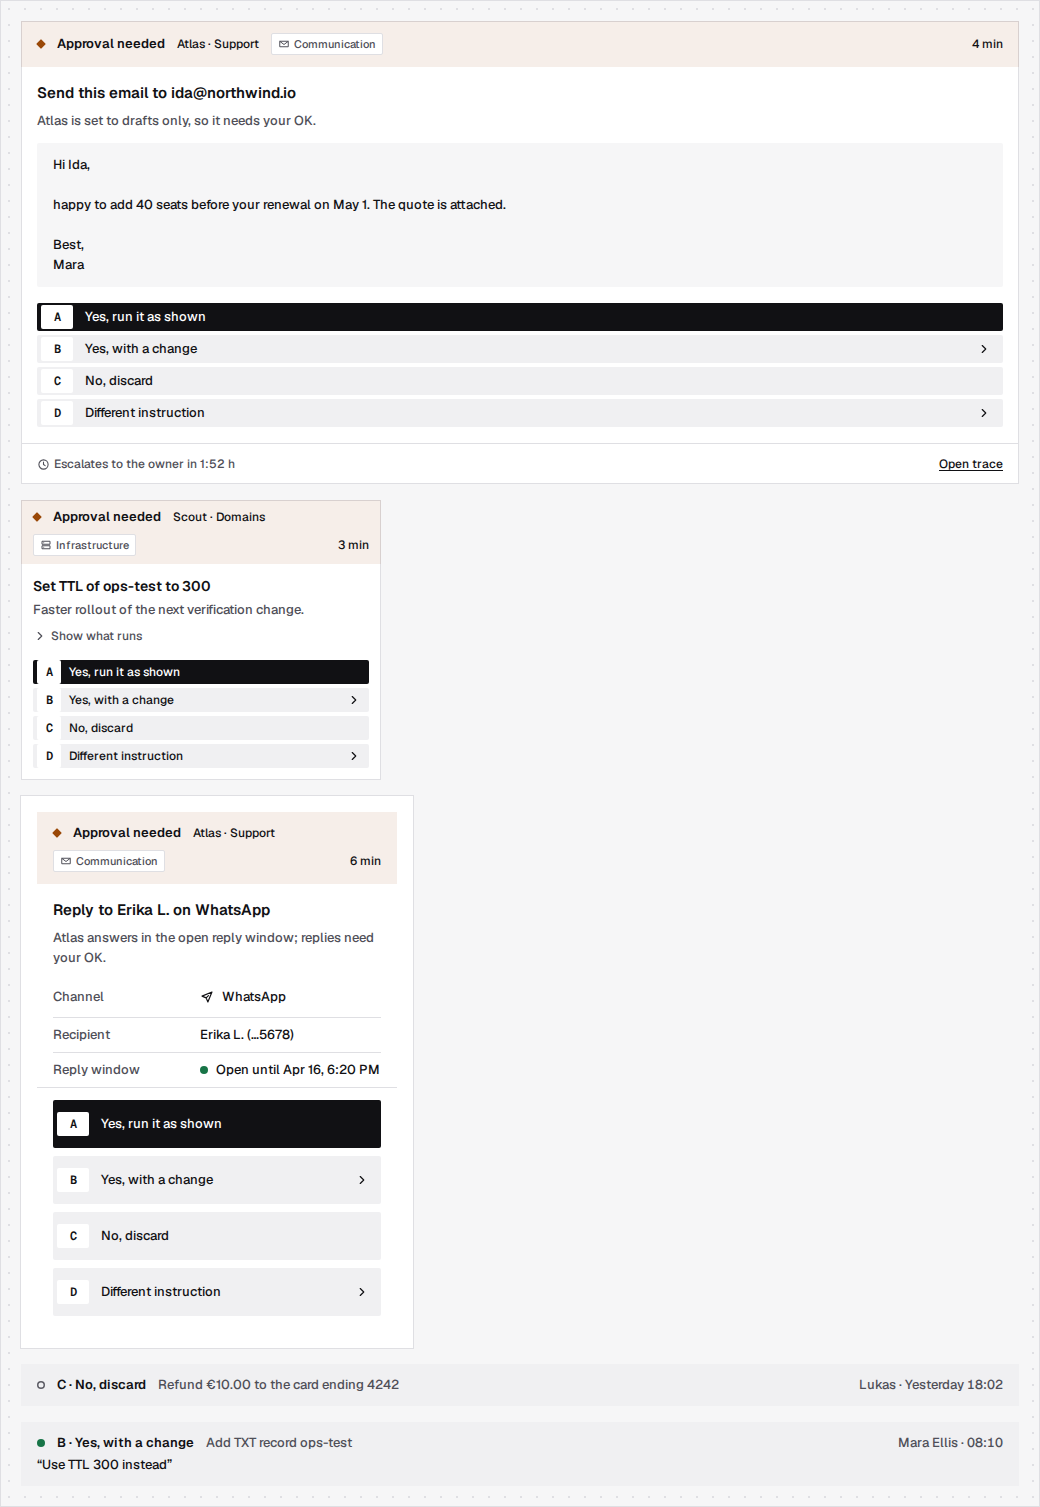 Approval needed Atlas · Support Communication 4 min
Send this email to ida@northwind.io
Atlas is set to drafts only, so it needs your OK.
Hi Ida,
happy to add 40 seats before your renewal on May 1. The quote is attached.
Best,
Mara
A Yes, run it as shown
B Yes, with a change
C No, discard
D Different instruction
Escalates to the owner in 1:52 h Open trace
Approval needed Scout · Domains
Infrastructure 3 min
Set TTL of ops-test to 300
Faster rollout of the next verification change.
Show what runs
A Yes, run it as shown
B Yes, with a change
C No, discard
D Different instruction
Approval needed Atlas · Support
Communication 6 min
Reply to Erika L. on WhatsApp
Atlas answers in the open reply window; replies need
your OK.
Channel WhatsApp
Recipient Erika L. (…5678)
Reply window Open until Apr 16, 6:20 PM
A Yes, run it as shown
B Yes, with a change
C No, discard
D Different instruction
C · No, discard Refund €10.00 to the card ending 4242 Lukas · Yesterday 18:02
B · Yes, with a change Add TXT record ops-test Mara Ellis · 08:10
“Use TTL 300 instead”